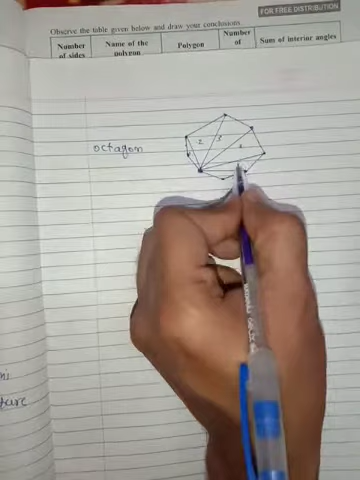 FOR FREE DISTRIBUTION
Observe the table given below and draw your conclusions.
Number of sides
Name of the polygon
Polygon
Number of
Sum of interior angles
octagon
2
3
4